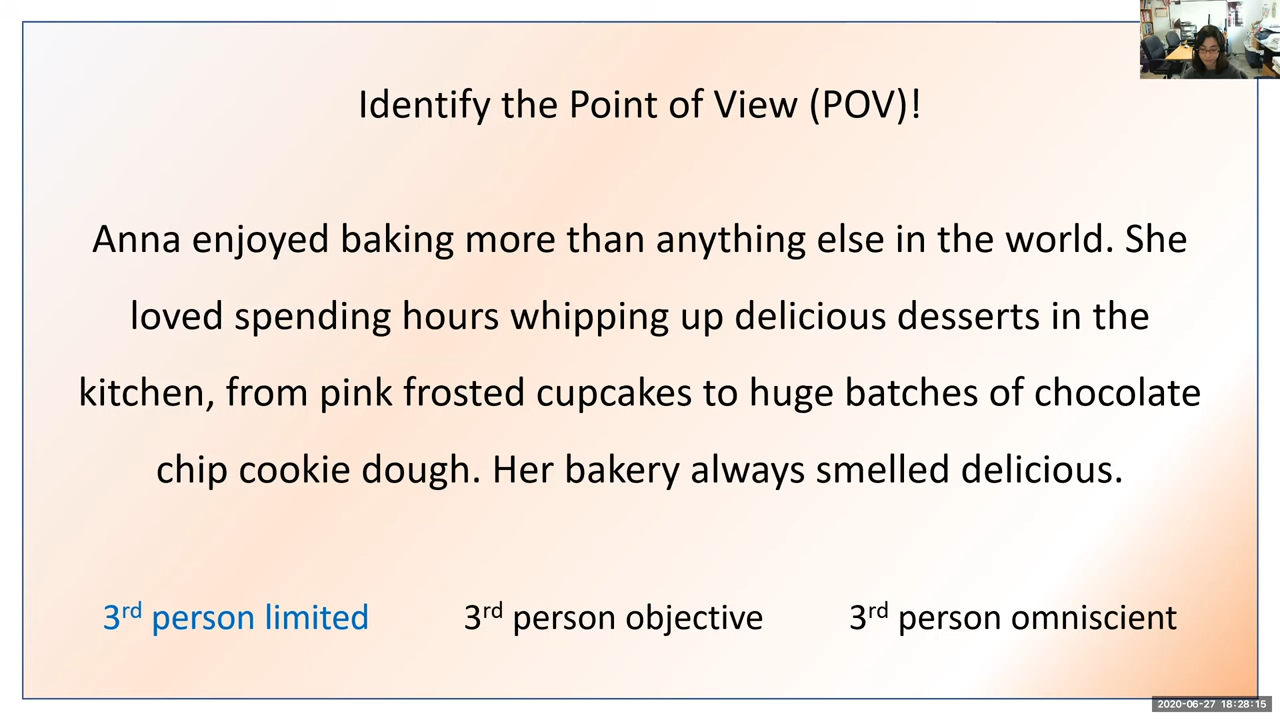 Identify the Point of View (POV)!
Anna enjoyed baking more than anything else in the world. She
loved spending hours whipping up delicious desserts in the
kitchen, from pink frosted cupcakes to huge batches of chocolate
chip cookie dough. Her bakery always smelled delicious.
3rd person limited 3rd person objective 3rd person omniscient
2020-06-27 18:28:15